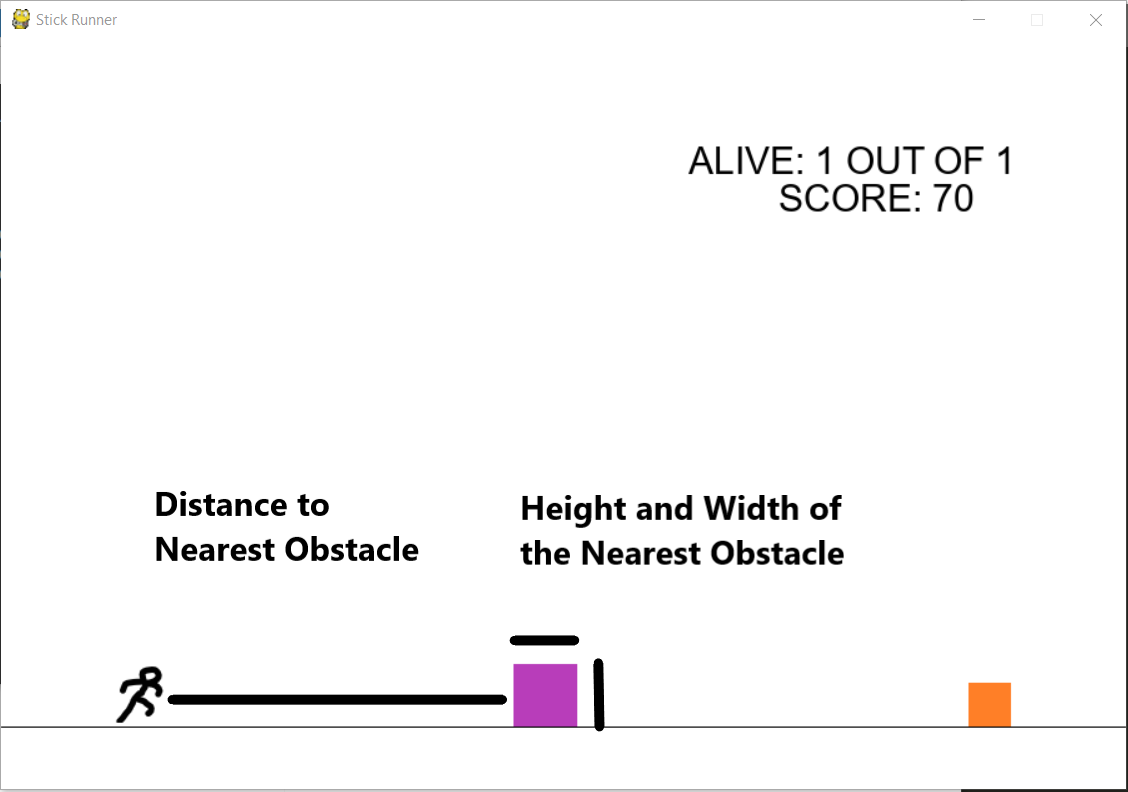 Stick Runner
ALIVE: 1 OUT OF 1
SCORE: 70
Distance to
Nearest Obstacle
Height and Width of
the Nearest Obstacle